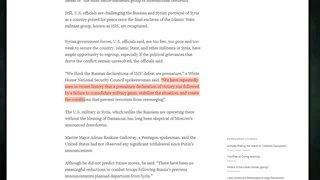 Still, U.S. officials are challenging the Russian and Syrian portrayal of Syria
as a country poised for peace once the final enclaves of the Islamic State
militant group, known as ISIS, are recaptured.
Syrian government forces, U.S. officials said, are too few, too poor and too
weak to secure the country. Islamic State, and other militants in Syria, have
ample opportunity to regroup, especially if the political grievances that
drove the conflict remain unresolved, the officials said.
"We think the Russian declarations of ISIS' defeat are premature," a White
House National Security Council spokeswoman said. "We have repeatedly
seen in recent history that a premature declaration of victory was followed
by a failure to consolidate military gains, stabilize the situation, and create
the conditions that prevent terrorists from reemerging."
The U.S. military in Syria, which unlike the Russians are operating there
without the blessing of Damascus, has long been skeptical of Moscow's
announced drawdowns.
Marine Major Adrian Rankine-Galloway, a Pentagon spokesman, said the
United States had not observed any significant withdrawal since Putin's
announcement.
Although he did not predict future moves, he said: "There have been no
meaningful reductions in combat troops following Russia's previous
announcements planned departures from Syria."